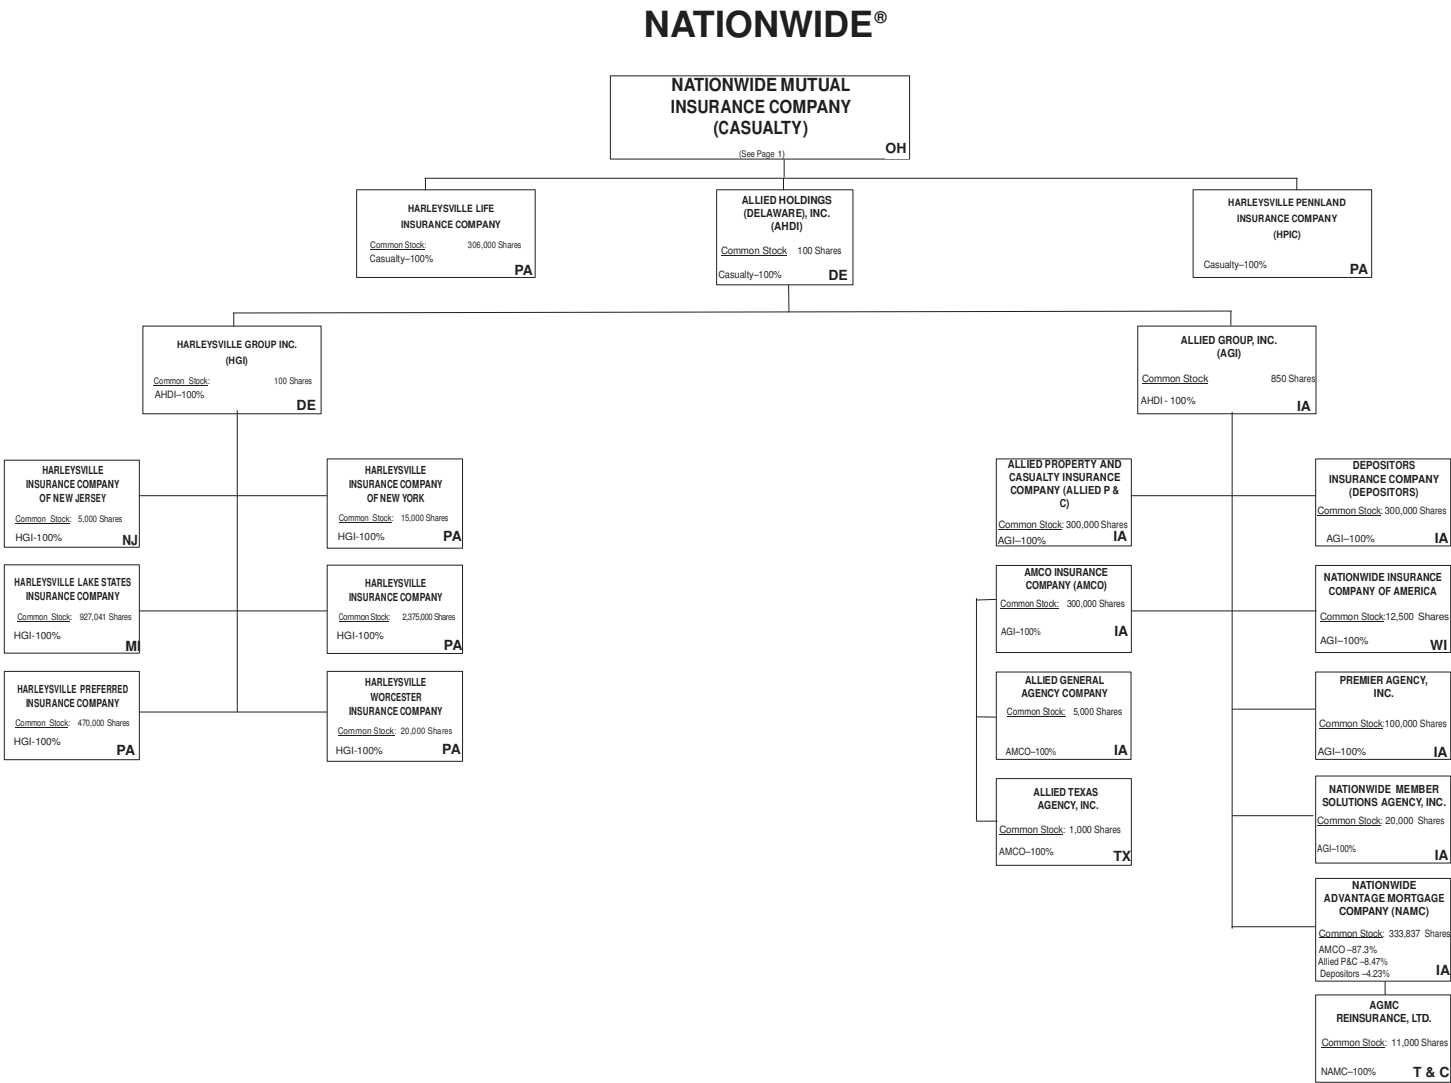 NATIONWIDE®
NATIONWIDE MUTUAL
INSURANCE COMPANY
(CASUALTY)
(See Page 1)
OH
HARLEYSVILLE LIFE
INSURANCE COMPANY
Common Stock: 306,000 Shares
Casualty–100%
PA
ALLIED HOLDINGS
(DELAWARE), INC.
(AHDI)
Common Stock 100 Shares
Casualty–100% DE
HARLEYSVILLE PENNLAND
INSURANCE COMPANY
(HPIC)
Casualty–100% PA
HARLEYSVILLE GROUP INC.
(HGI)
Common Stock: 100 Shares
AHDI–100%
DE
ALLIED GROUP, INC.
(AGI)
Common Stock 850 Shares
AHDI - 100% IA
HARLEYSVILLE
INSURANCE COMPANY
OF NEW JERSEY
Common Stock: 5,000 Shares
HGI-100% NJ
HARLEYSVILLE
INSURANCE COMPANY
OF NEW YORK
Common Stock: 15,000 Shares
HGI-100% PA
HARLEYSVILLE LAKE STATES
INSURANCE COMPANY
Common Stock: 927,041 Shares
HGI-100%
MI
HARLEYSVILLE
INSURANCE COMPANY
Common Stock: 2,375,000 Shares
HGI-100%
PA
HARLEYSVILLE PREFERRED
INSURANCE COMPANY
Common Stock: 470,000 Shares
HGI-100%
PA
HARLEYSVILLE
WORCESTER
INSURANCE COMPANY
Common Stock: 20,000 Shares
HGI-100% PA
ALLIED PROPERTY AND
CASUALTY INSURANCE
COMPANY (ALLIED P &
C)
Common Stock: 300,000 Shares
AGI–100% IA
DEPOSITORS
INSURANCE COMPANY
(DEPOSITORS)
Common Stock: 300,000 Shares
AGI–100% IA
AMCO INSURANCE
COMPANY (AMCO)
Common Stock: 300,000 Shares
AGI–100% IA
NATIONWIDE INSURANCE
COMPANY OF AMERICA
Common Stock:12,500 Shares
AGI–100% WI
ALLIED GENERAL
AGENCY COMPANY
Common Stock: 5,000 Shares
AMCO–100% IA
PREMIER AGENCY,
INC.
Common Stock:100,000 Shares
AGI–100% IA
ALLIED TEXAS
AGENCY, INC.
Common Stock: 1,000 Shares
AMCO–100% TX
NATIONWIDE MEMBER
SOLUTIONS AGENCY, INC.
Common Stock: 20,000 Shares
AGI–100%
IA
NATIONWIDE
ADVANTAGE MORTGAGE
COMPANY (NAMC)
Common Stock: 333,837 Shares
AMCO –87.3%
Allied P&C –8.47%
Depositors –4.23% IA
AGMC
REINSURANCE, LTD.
Common Stock: 11,000 Shares
NAMC–100% T & C